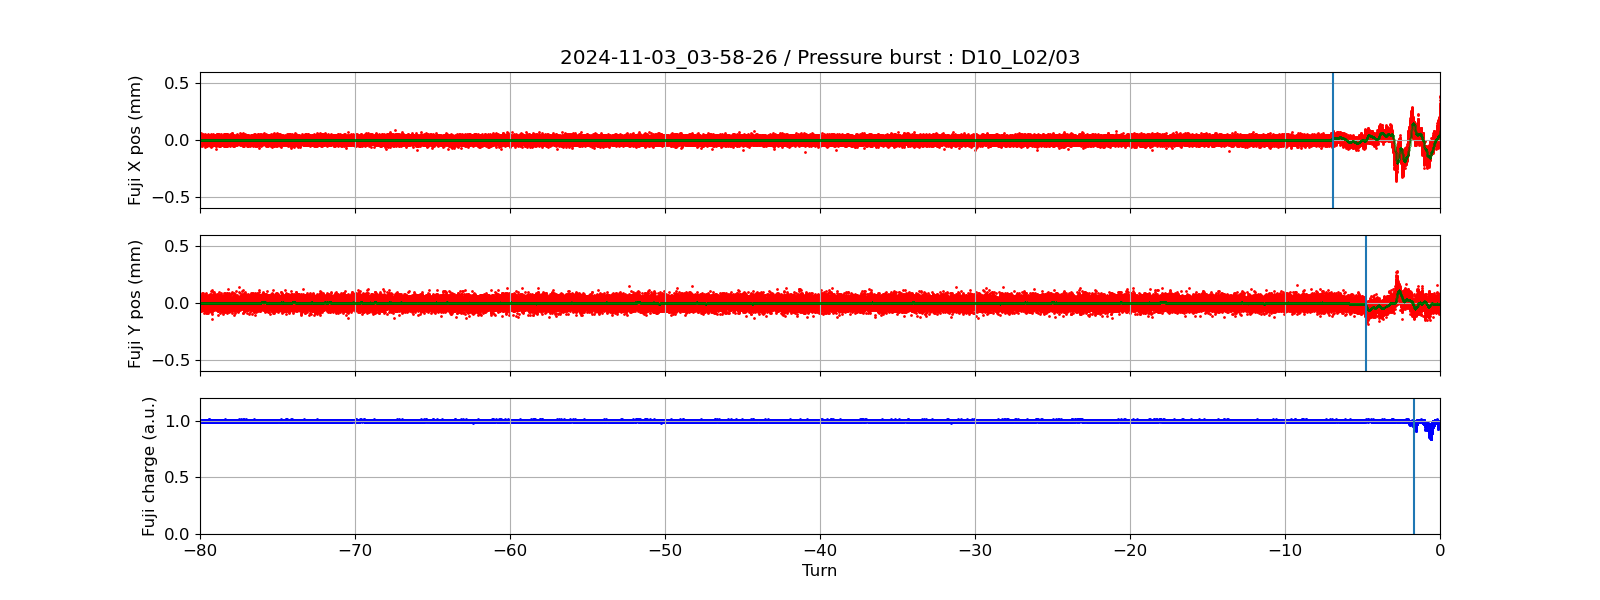 2024-11-03_03-58-26 / Pressure burst : D10_L02/03
Fuji X pos (mm)
0.5
0.0
−0.5
Fuji Y pos (mm)
0.5
0.0
−0.5
Fuji charge (a.u.)
1.0
0.5
0.0
−80 −70 −60 −50 −40 −30 −20 −10 0
Turn